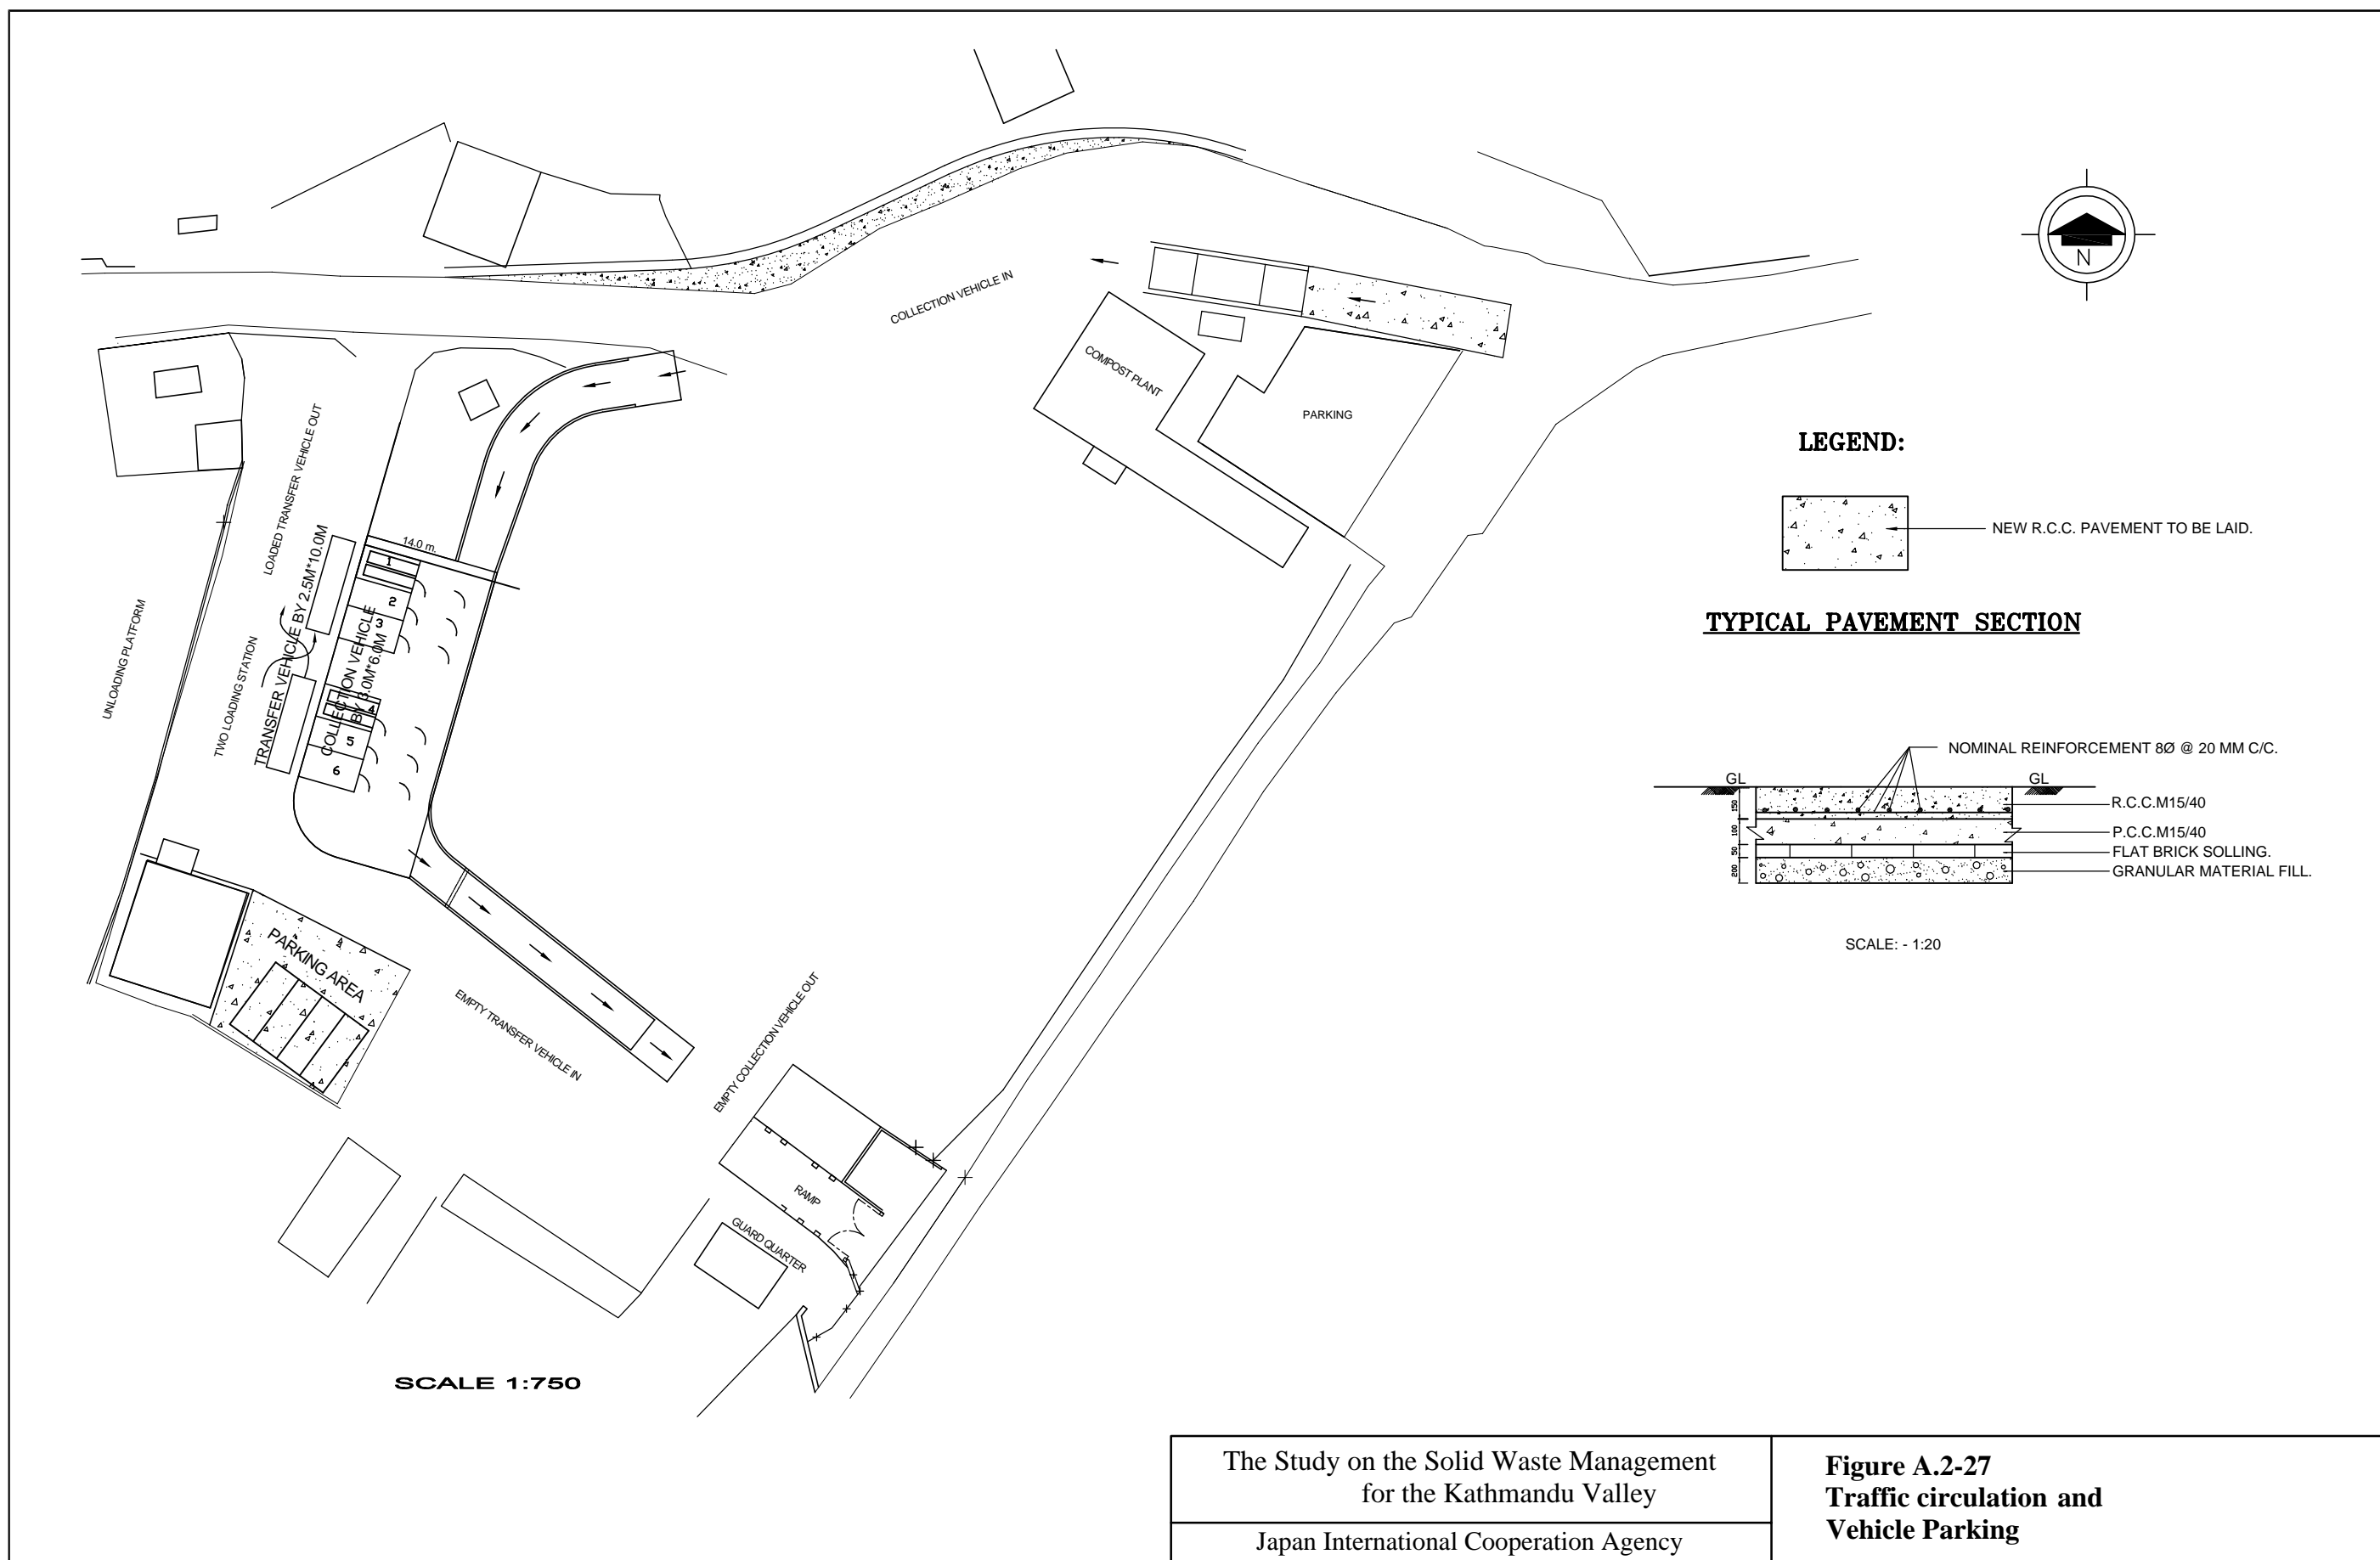 COLLECTION VEHICLE IN
N
COMPOST PLANT
PARKING
LOADED TRANSFER VEHICLE OUT
14.0 m.
1
2
3
4
5
6
TRANSFER VEHICLE BY 2.5M*10.0M
COLLECTION VEHICLE
BY 3.0M*6.0M
UNLOADING PLATFORM
TWO LOADING STATION
LEGEND:
NEW R.C.C. PAVEMENT TO BE LAID.
TYPICAL PAVEMENT SECTION
NOMINAL REINFORCEMENT 8Ø @ 20 MM C/C.
GL
GL
150
100
50
200
R.C.C.M15/40
P.C.C.M15/40
FLAT BRICK SOLLING.
GRANULAR MATERIAL FILL.
SCALE: - 1:20
PARKING AREA
EMPTY TRANSFER VEHICLE IN
EMPTY COLLECTION VEHICLE OUT
RAMP
GUARD QUARTER
SCALE 1:750
The Study on the Solid Waste Management
for the Kathmandu Valley
Japan International Cooperation Agency
Figure A.2-27
Traffic circulation and
Vehicle Parking